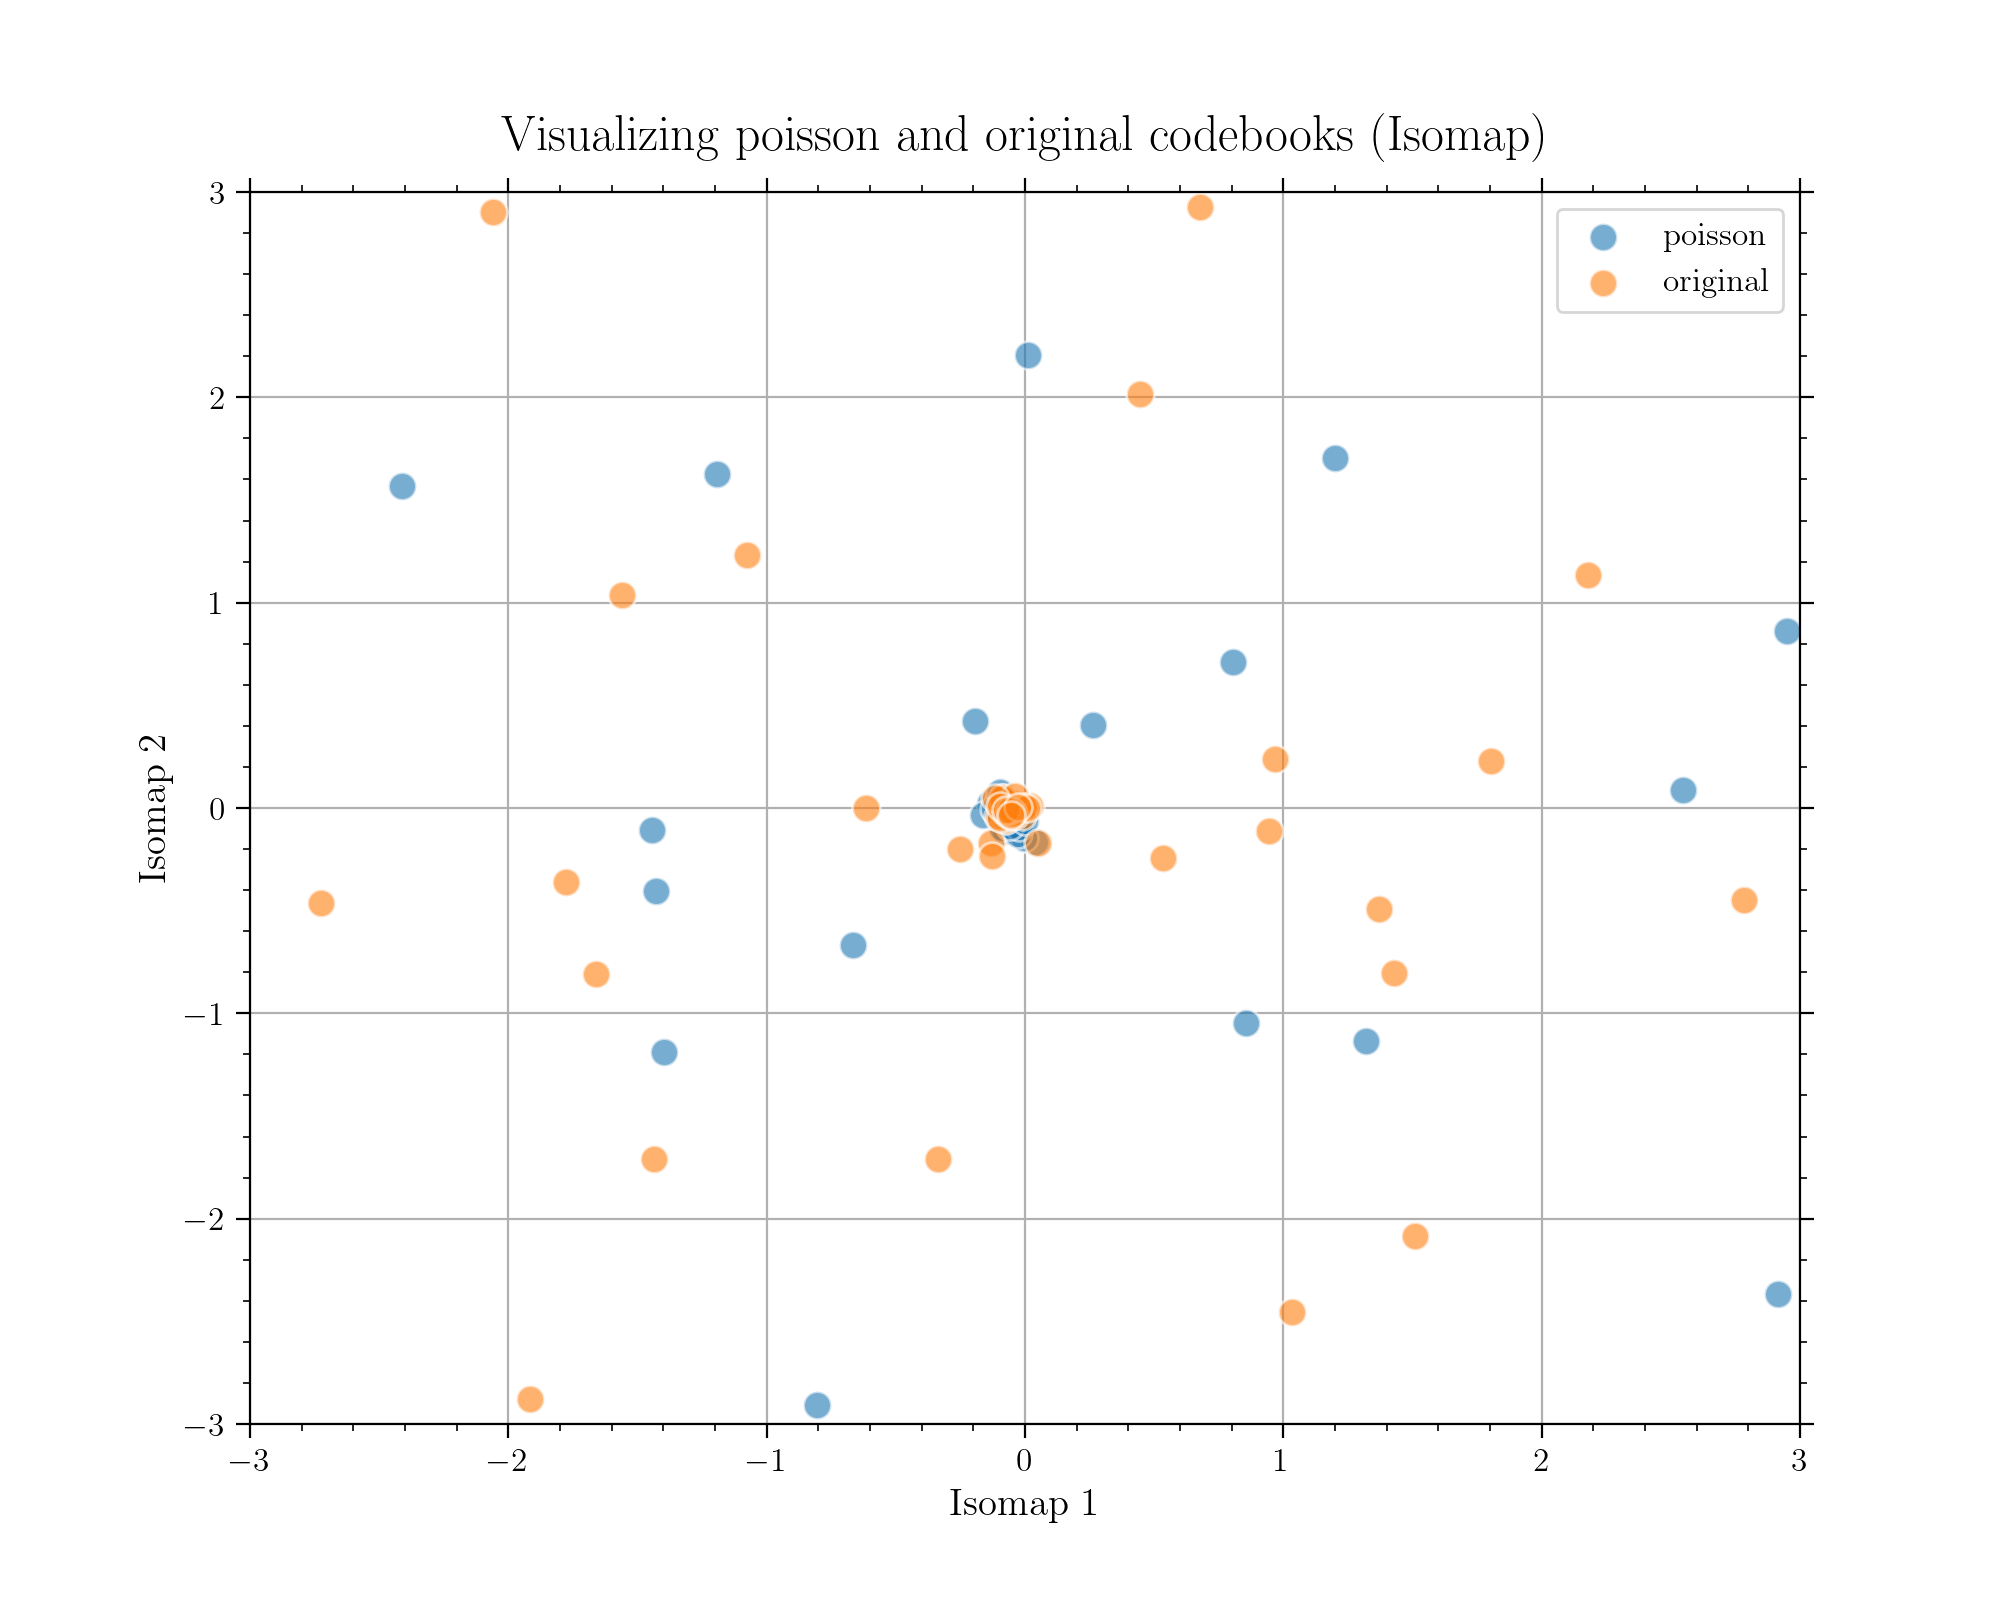 Visualizing poisson and original codebooks (Isomap)
3
2
1
0
−1
−2
−3
Isomap 2
poisson
original
−3
−2
−1
0
1
2
3
Isomap 1